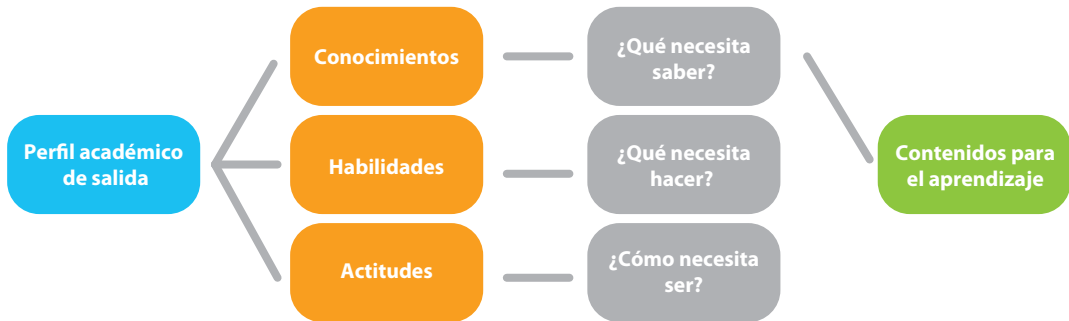 Perfil académico
de salida
Conocimientos
Habilidades
Actitudes
¿Qué necesita
saber?
¿Qué necesita
hacer?
¿Cómo necesita
ser?
Contenidos para
el aprendizaje